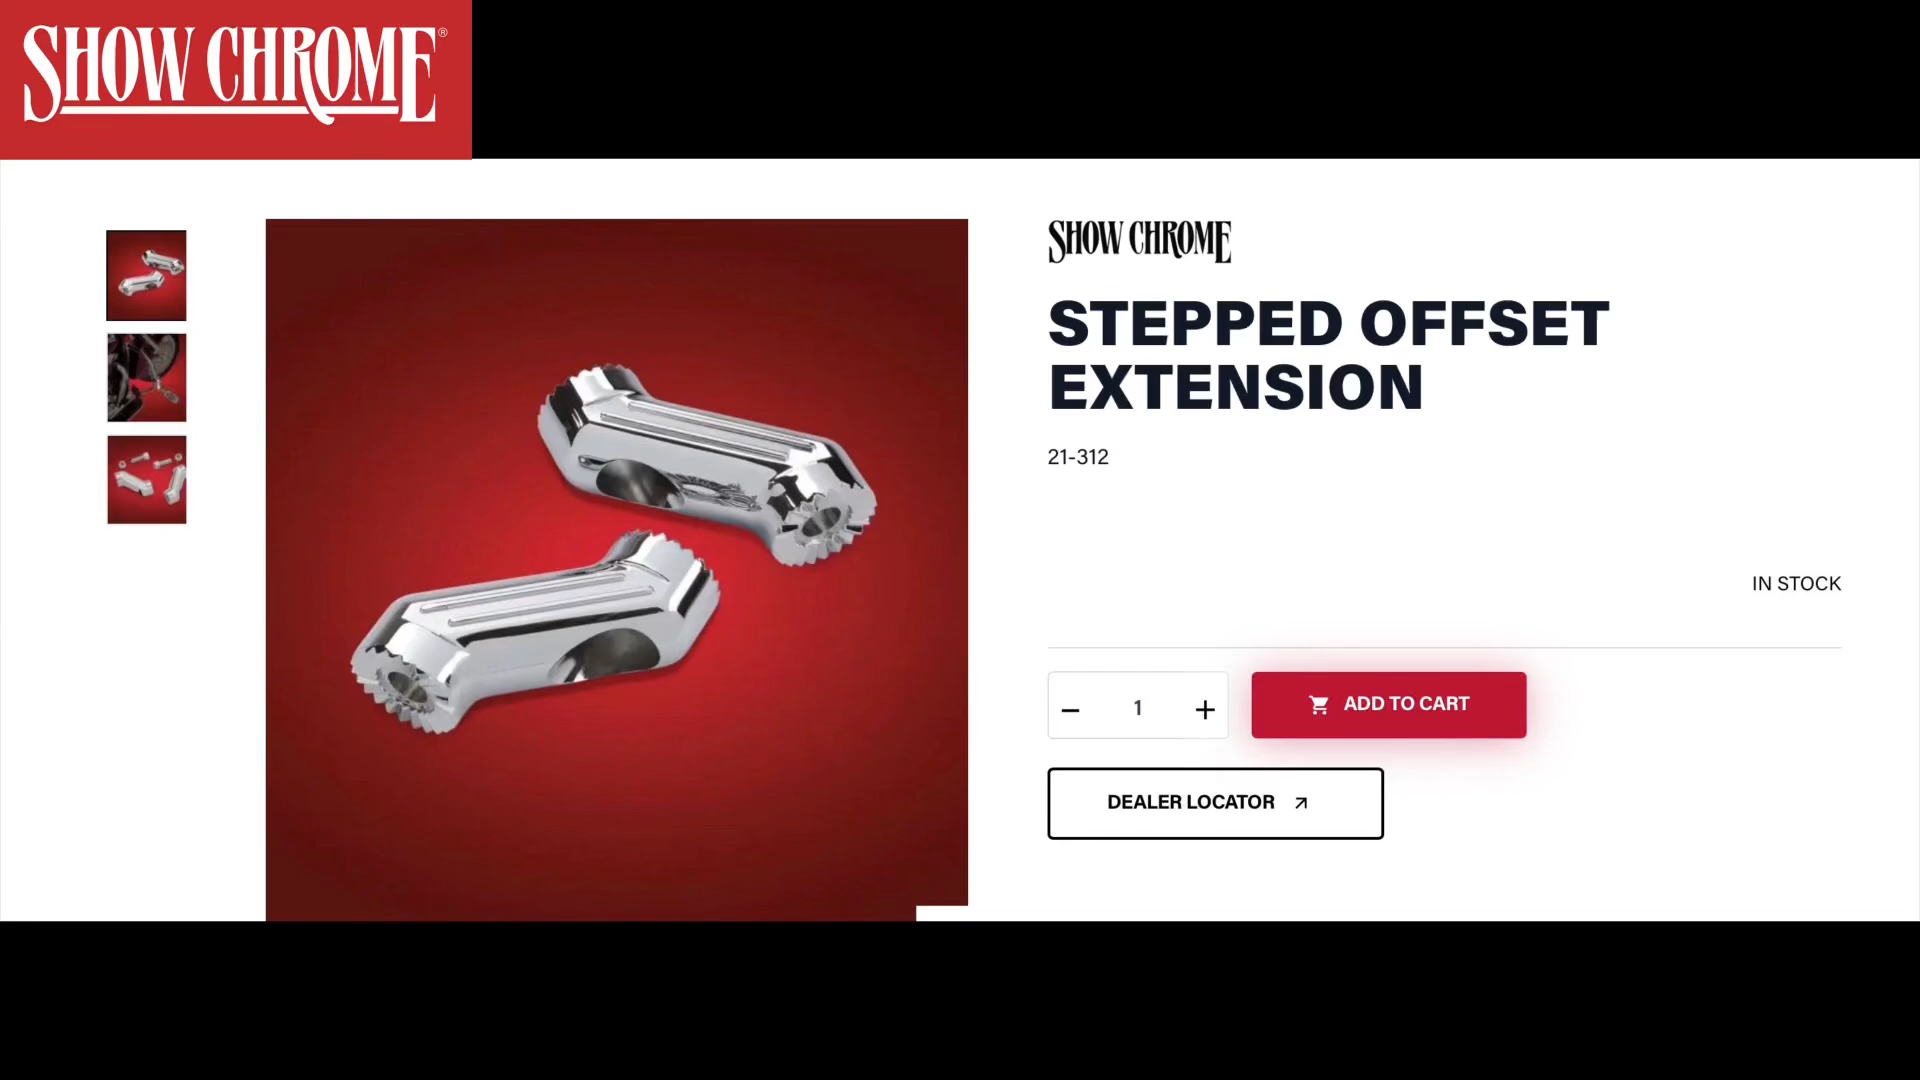 SHOW CHROME®
SHOW CHROME
STEPPED OFFSET
EXTENSION
21-312
IN STOCK
1
ADD TO CART
DEALER LOCATOR